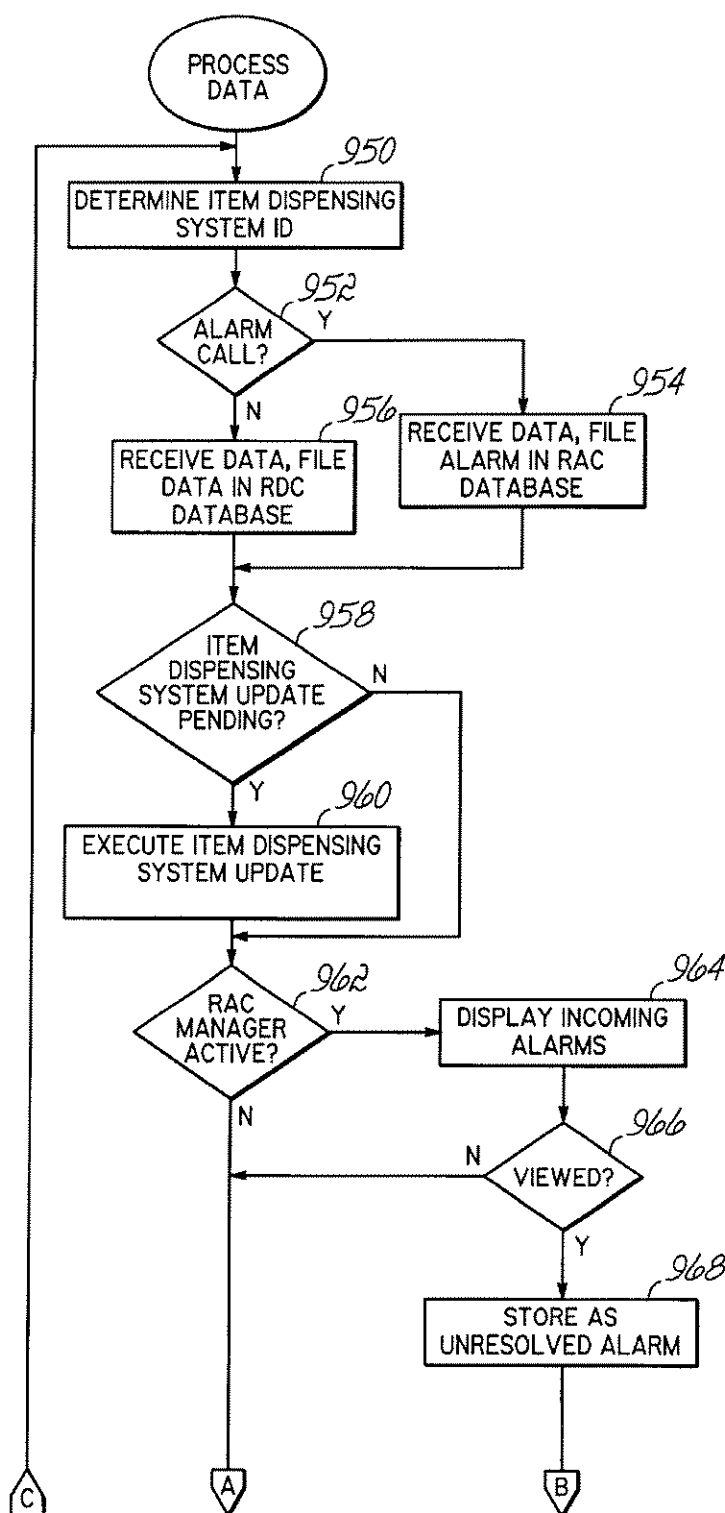 PROCESS
DATA
950
DETERMINE ITEM DISPENSING
SYSTEM ID
952
ALARM
CALL?
Y
N
954
956
RECEIVE DATA, FILE
ALARM IN RAC
DATABASE
RECEIVE DATA, FILE
DATA IN RDC
DATABASE
958
ITEM
DISPENSING
SYSTEM UPDATE
PENDING?
N
Y
960
EXECUTE ITEM DISPENSING
SYSTEM UPDATE
962
RAC
MANAGER
ACTIVE?
Y
N
964
DISPLAY INCOMING
ALARMS
966
N
VIEWED?
Y
968
STORE AS
UNRESOLVED ALARM
C
A
B